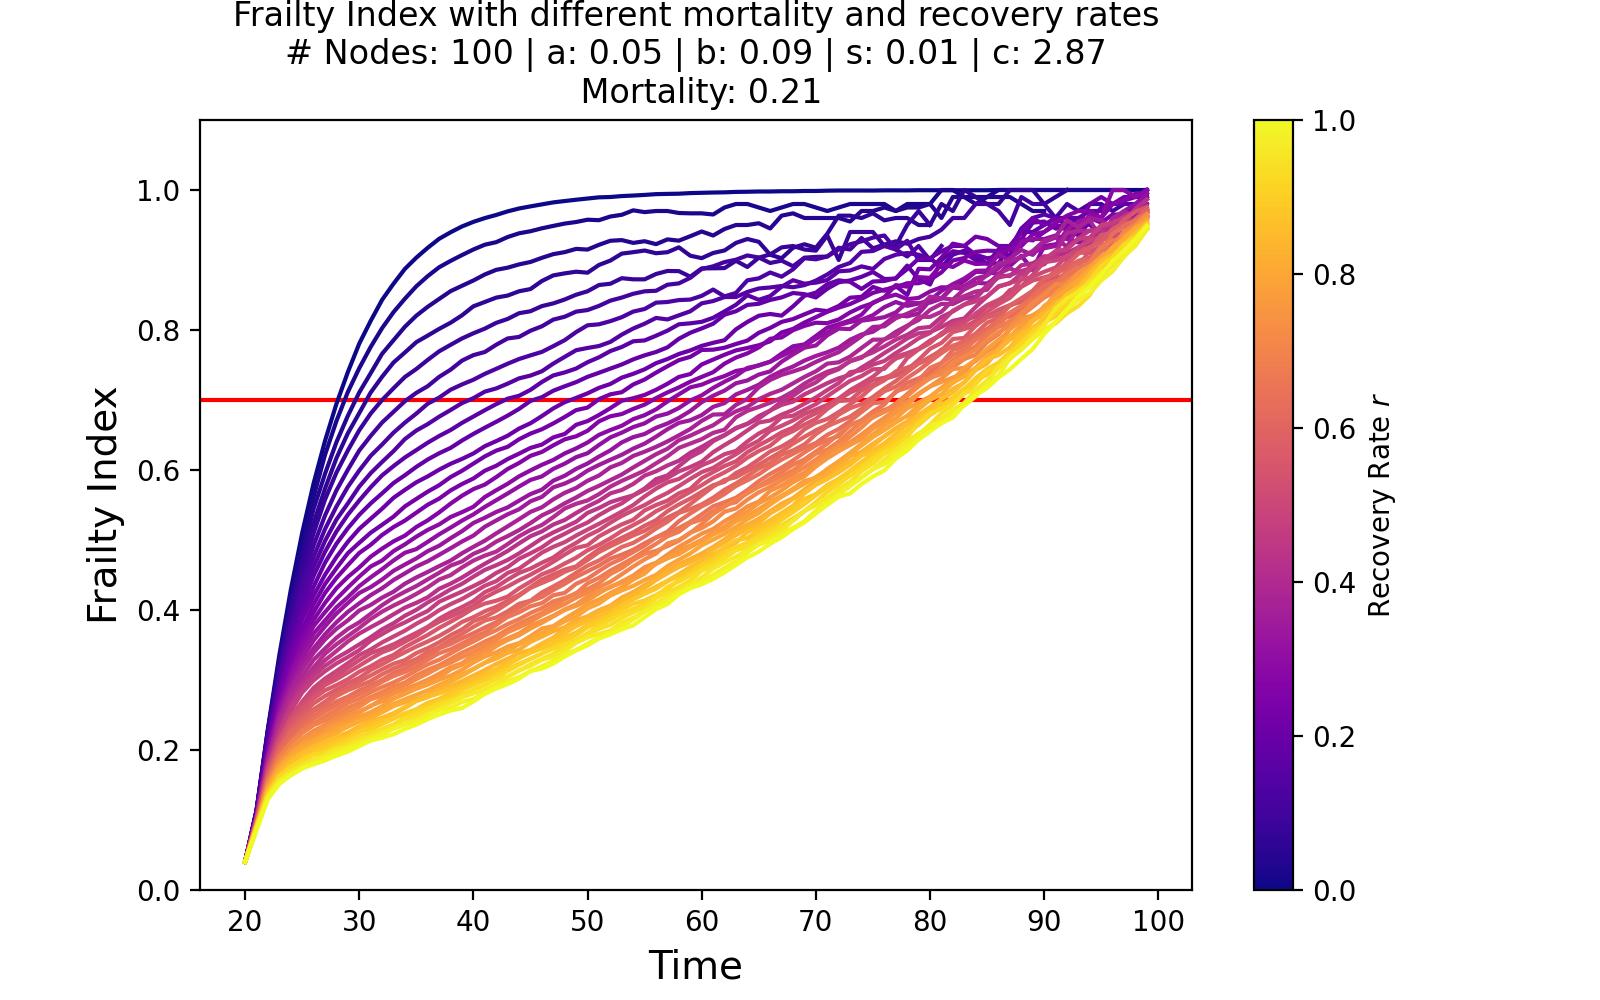 Frailty Index with different mortality and recovery rates
# Nodes: 100 | a: 0.05 | b: 0.09 | s: 0.01 | c: 2.87
Mortality: 0.21
Frailty Index
1.0
0.8
0.6
0.4
0.2
0.0
20 30 40 50 60 70 80 90 100
Time
1.0
0.8
0.6
0.4
0.2
0.0
Recovery Rate r